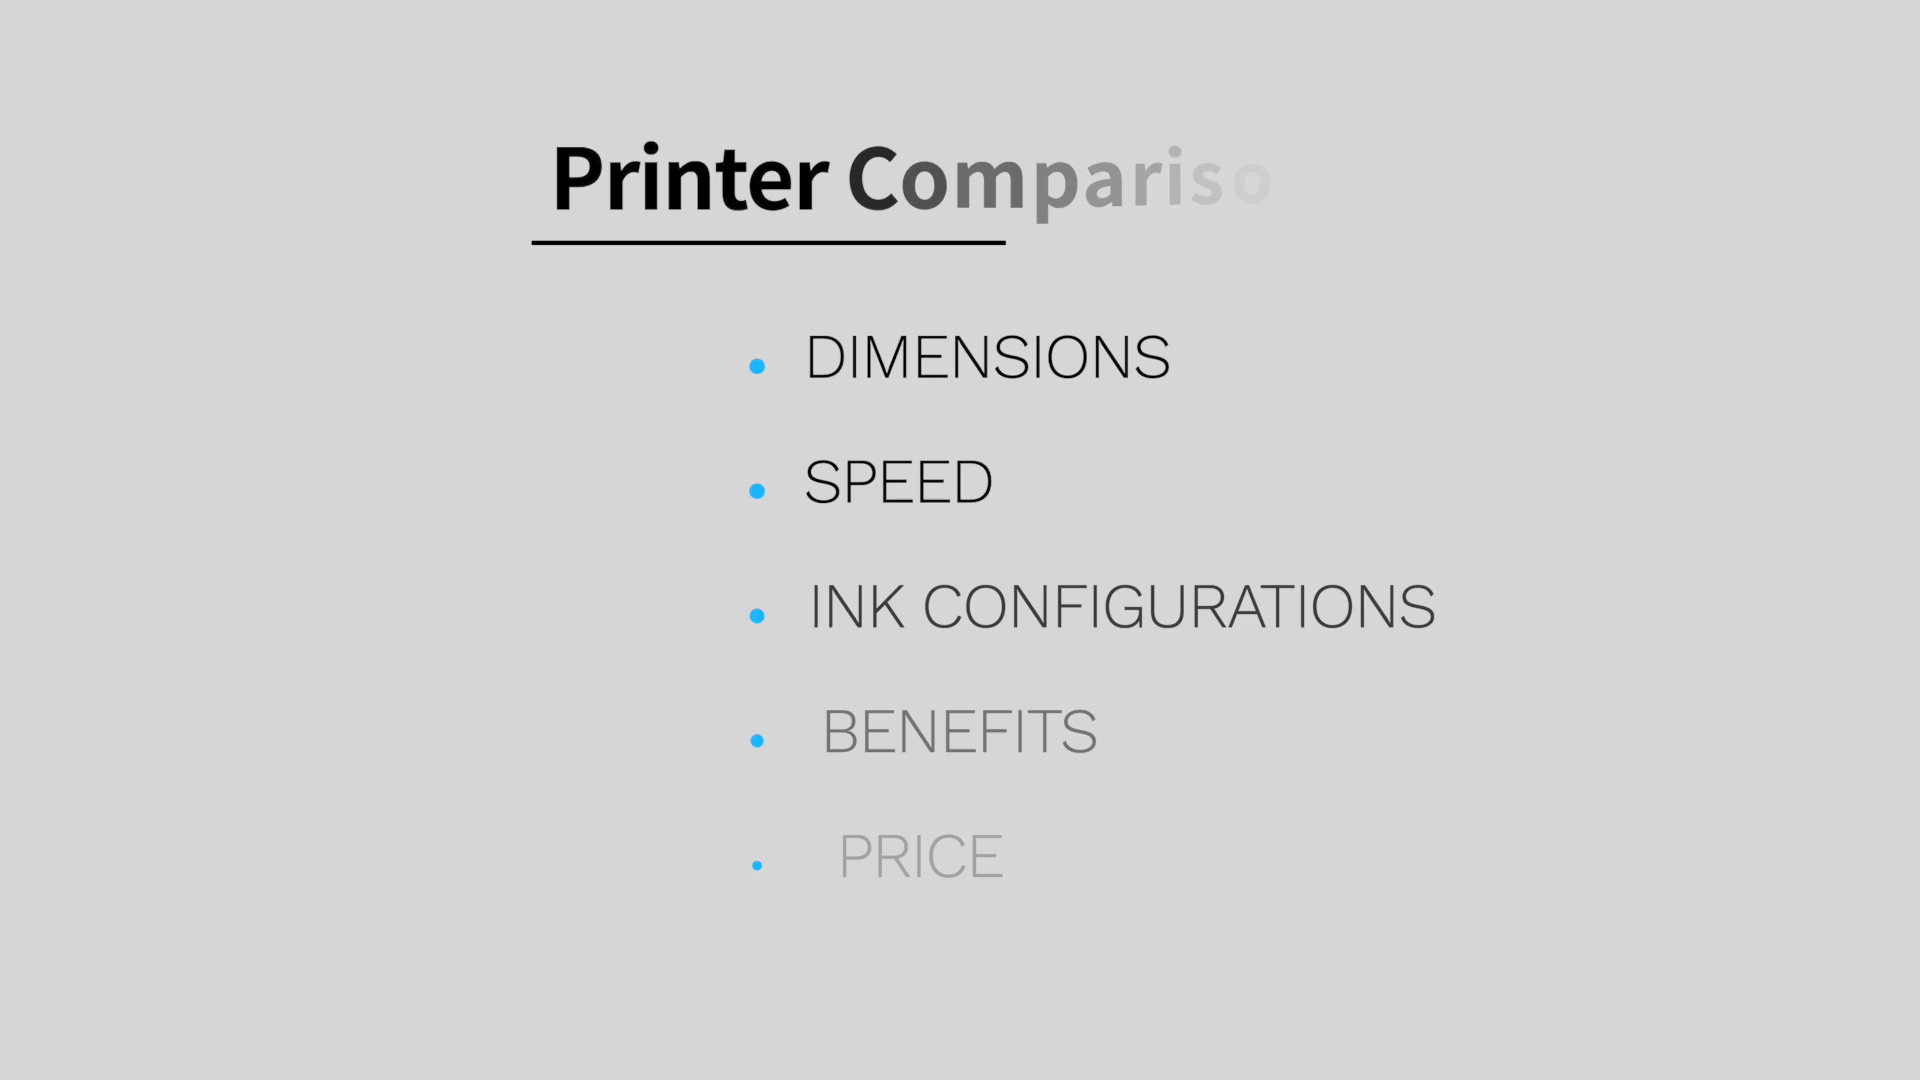 Printer Compariso
DIMENSIONS
SPEED
INK CONFIGURATIONS
BENEFITS
PRICE